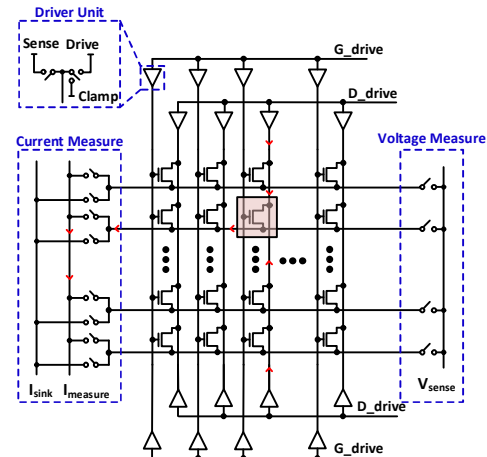 Driver Unit
Sense Drive
Clamp
G_drive
D_drive
Current Measure
Voltage Measure
Isink Imeasure
Vsense
D_drive
G_drive